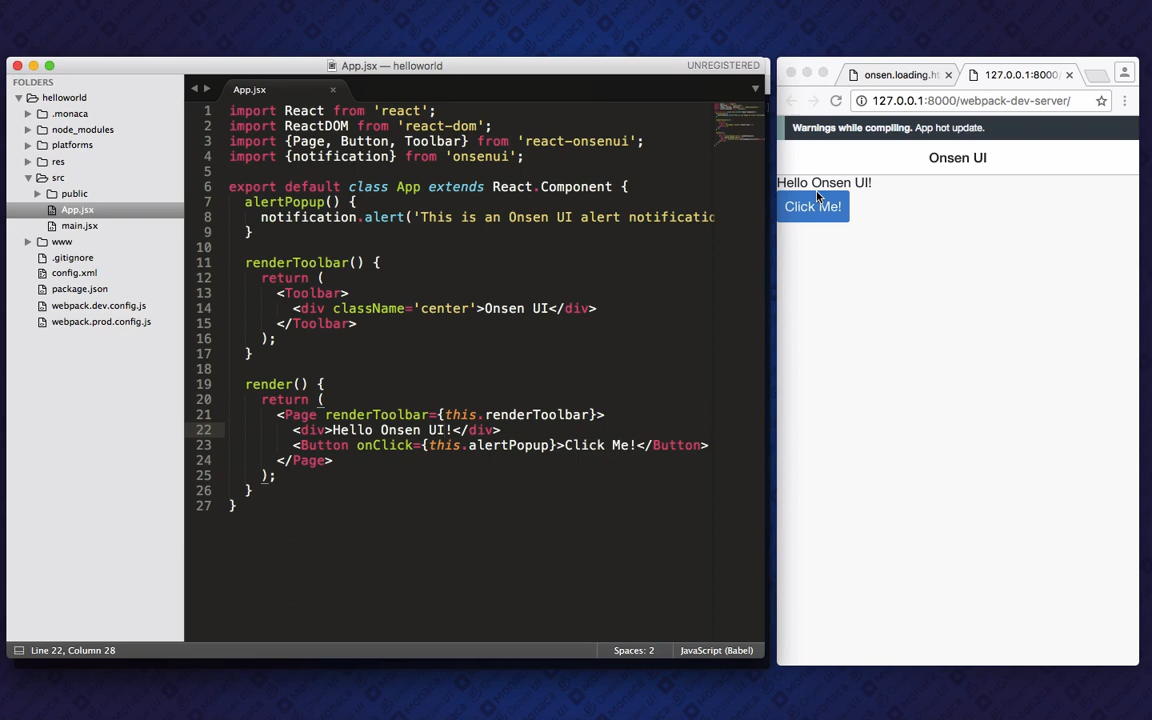 App.jsx — helloworld
UNREGISTERED
FOLDERS
helloworld
.monaca
node_modules
platforms
res
src
public
App.jsx
main.jsx
www
.gitignore
config.xml
package.json
webpack.dev.config.js
webpack.prod.config.js
App.jsx
1 import React from 'react';
2 import ReactDOM from 'react-dom';
3 import {Page, Button, Toolbar} from 'react-onsenui';
4 import {notification} from 'onsenui';
5
6 export default class App extends React.Component {
7 alertPopup() {
8 notification.alert('This is an Onsen UI alert notificatio
9 }
10
11 renderToolbar() {
12 return (
13 <Toolbar>
14 <div className='center'>Onsen UI</div>
15 </Toolbar>
16 );
17 }
18
19 render() {
20 return (
21 <Page renderToolbar={this.renderToolbar}>
22 <div>Hello Onsen UI!</div>
23 <Button onClick={this.alertPopup}>Click Me!</Button>
24 </Page>
25 );
26 }
27 }
Line 22, Column 28
Spaces: 2
JavaScript (Babel)
onsen.loading.ht
127.0.0.1:8000/
127.0.0.1:8000/webpack-dev-server/
Warnings while compiling. App hot update.
Onsen UI
Hello Onsen UI!
Click Me!